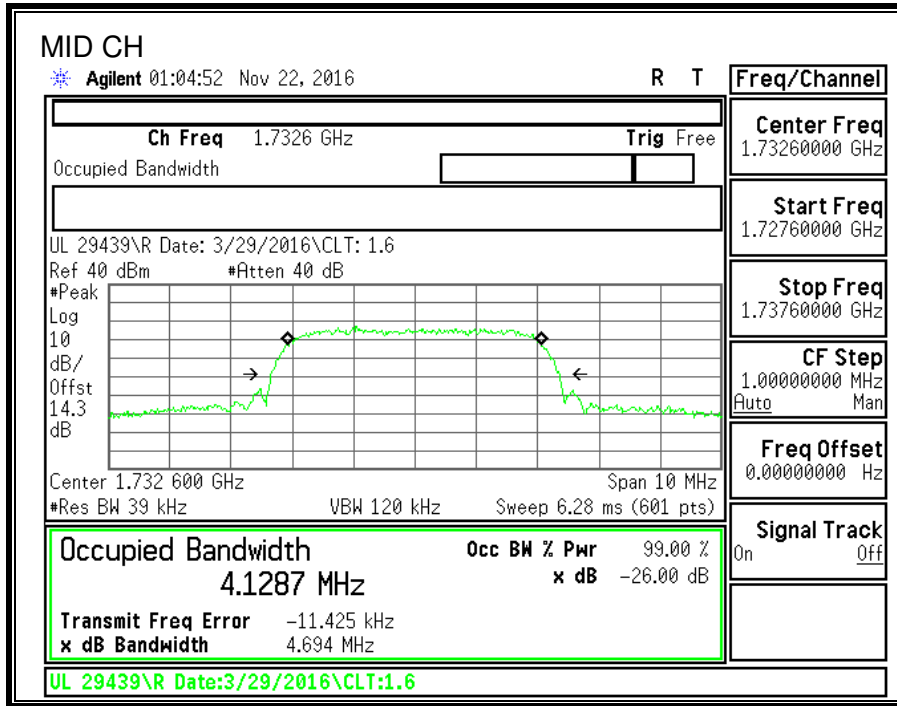 MID CH
Agilent 01:04:52 Nov 22, 2016 R T
Ch Freq 1.7326 GHz Trig Free
Occupied Bandwidth
UL 29439\R Date: 3/29/2016\CLT: 1.6
Ref 40 dBm #Atten 40 dB
#Peak
Log
10
dB/
Offst
14.3
dB
Center 1.732 600 GHz Span 10 MHz
#Res BW 39 kHz VBW 120 kHz Sweep 6.28 ms (601 pts)
Occupied Bandwidth Occ BW % Pwr 99.00 %
4.1287 MHz x dB -26.00 dB
Transmit Freq Error -11.425 kHz
x dB Bandwidth 4.694 MHz
UL 29439\R Date:3/29/2016\CLT:1.6
Freq/Channel
Center Freq
1.73260000 GHz
Start Freq
1.72760000 GHz
Stop Freq
1.73760000 GHz
CF Step
1.00000000 MHz
Auto Man
Freq Offset
0.00000000 Hz
Signal Track
On Off